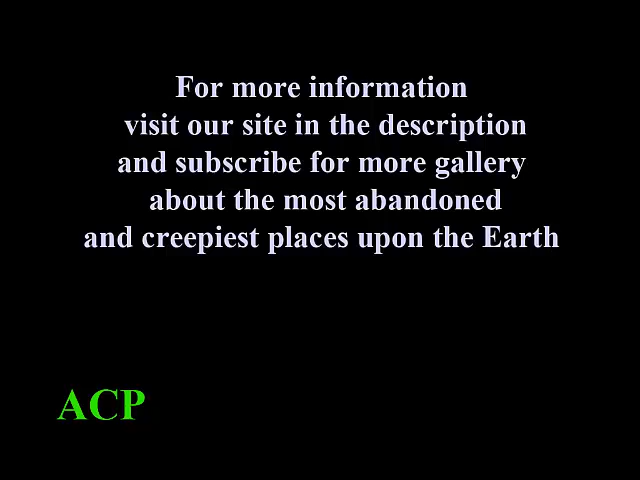 For more information
visit our site in the description
and subscribe for more gallery
about the most abandoned
and creepiest places upon the Earth
ACP